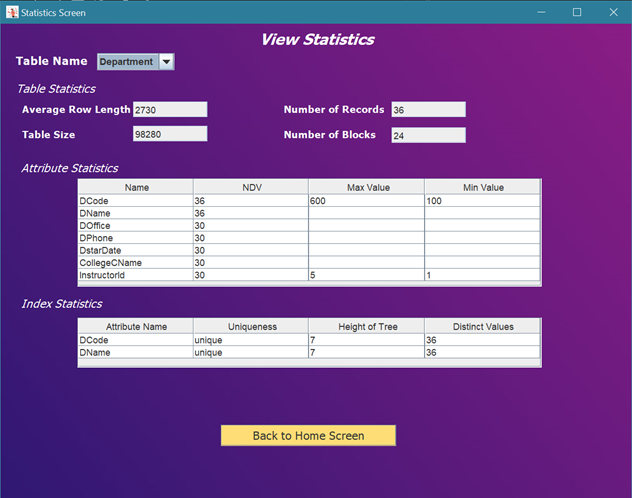 Statistics Screen
View Statistics
Table Name Department
Table Statistics
Average Row Length 2730 Number of Records 36
Table Size 98280 Number of Blocks 24
Attribute Statistics
Name NDV Max Value Min Value
DCode 36 600 100
DName 36
DOffice 30
DPhone 30
DstarDate 30
CollegeCName 30
InstructorId 30 5 1
Index Statistics
Attribute Name Uniqueness Height of Tree Distinct Values
DCode unique 7 36
DName unique 7 36
Back to Home Screen